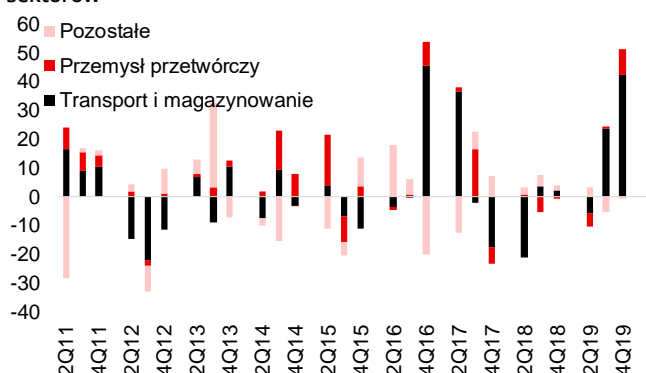 sektorów
60
50
40
30
20
10
0
-10
-20
-30
-40
Pozostałe
Przemysł przetwórczy
Transport i magazynowanie
2Q11
4Q11
2Q12
4Q12
2Q13
4Q13
2Q14
4Q14
2Q15
4Q15
2Q16
4Q16
2Q17
4Q17
2Q18
4Q18
2Q19
4Q19